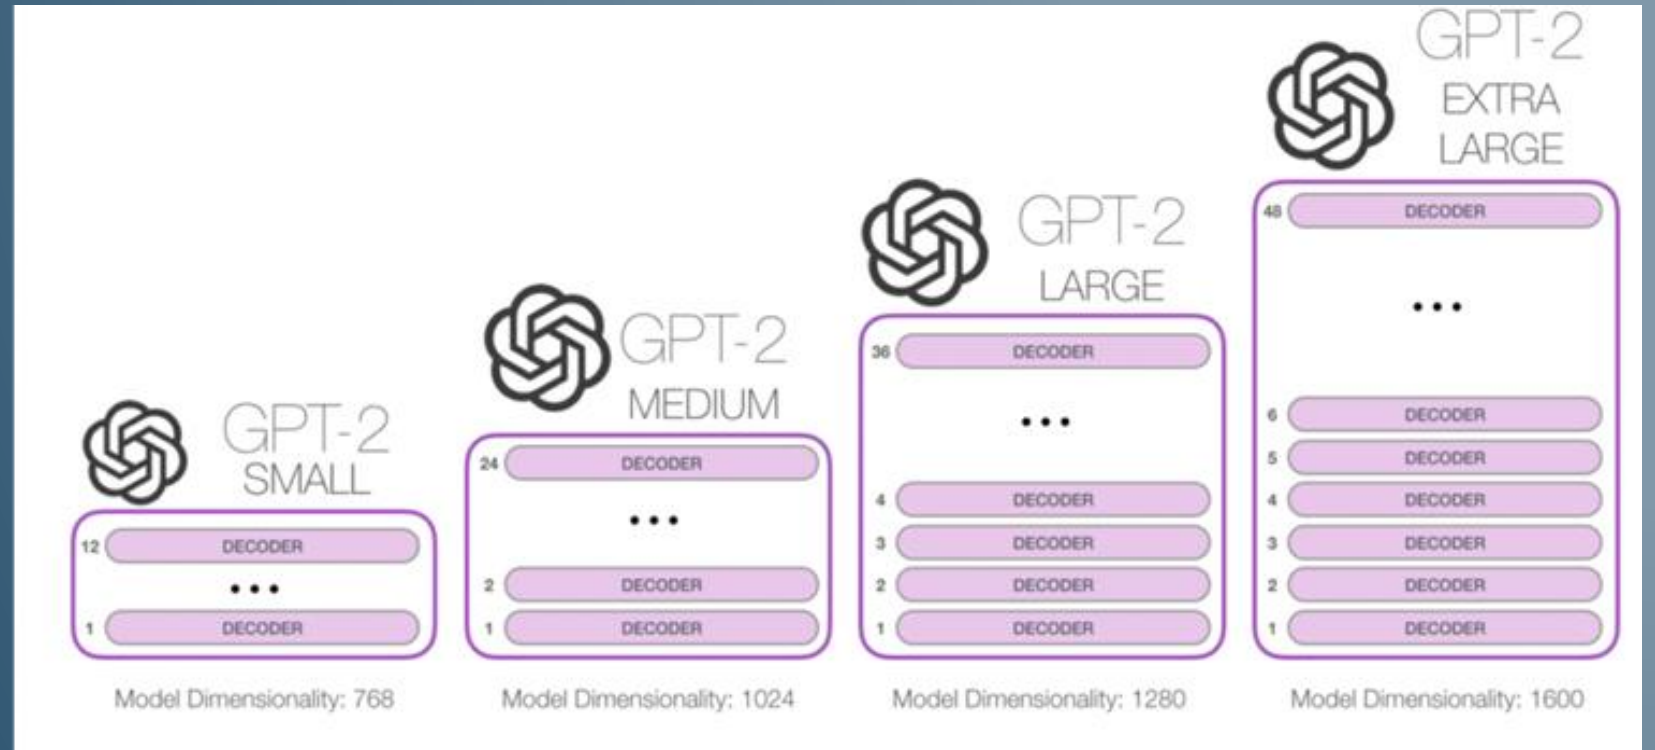 GPT-2
SMALL
12 DECODER
...
1 DECODER
Model Dimensionality: 768
GPT-2
MEDIUM
24 DECODER
...
2 DECODER
1 DECODER
Model Dimensionality: 1024
GPT-2
LARGE
36 DECODER
...
4 DECODER
3 DECODER
2 DECODER
1 DECODER
Model Dimensionality: 1280
GPT-2
EXTRA
LARGE
48 DECODER
...
6 DECODER
5 DECODER
4 DECODER
3 DECODER
2 DECODER
1 DECODER
Model Dimensionality: 1600